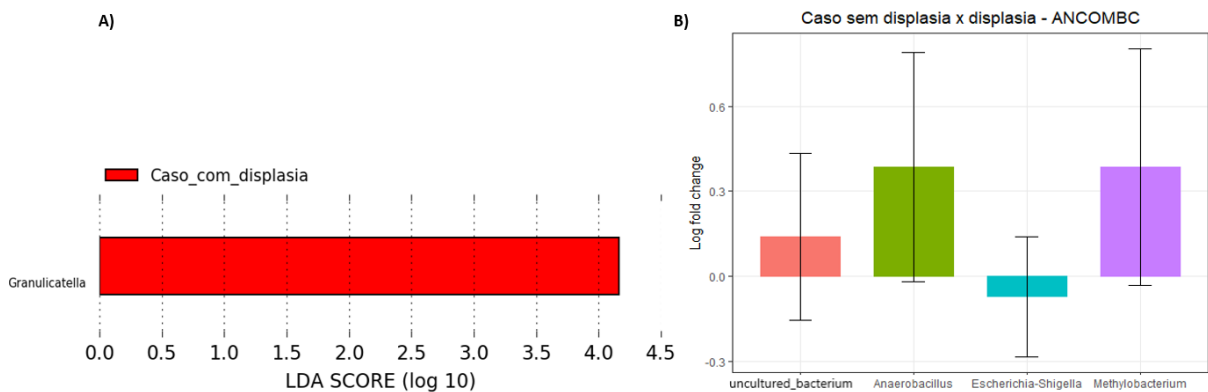 A)
Caso_com_displasia
Granulicatella
0.0 0.5 1.0 1.5 2.0 2.5 3.0 3.5 4.0 4.5
LDA SCORE (log 10)
B)
Caso sem displasia x displasia - ANCOMBC
Log fold change
0.6
0.3
0.0
-0.3
uncultured_bacterium Anaerobacillus Escherichia-Shigella Methylobacterium